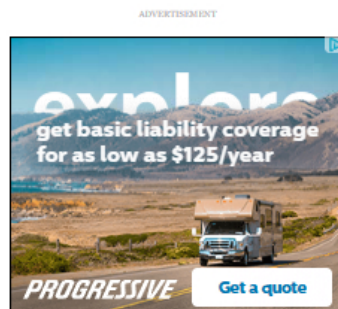 ADVERTISEMENT
explore
get basic liability coverage
for as low as $125/year
PROGRESSIVE
Get a quote